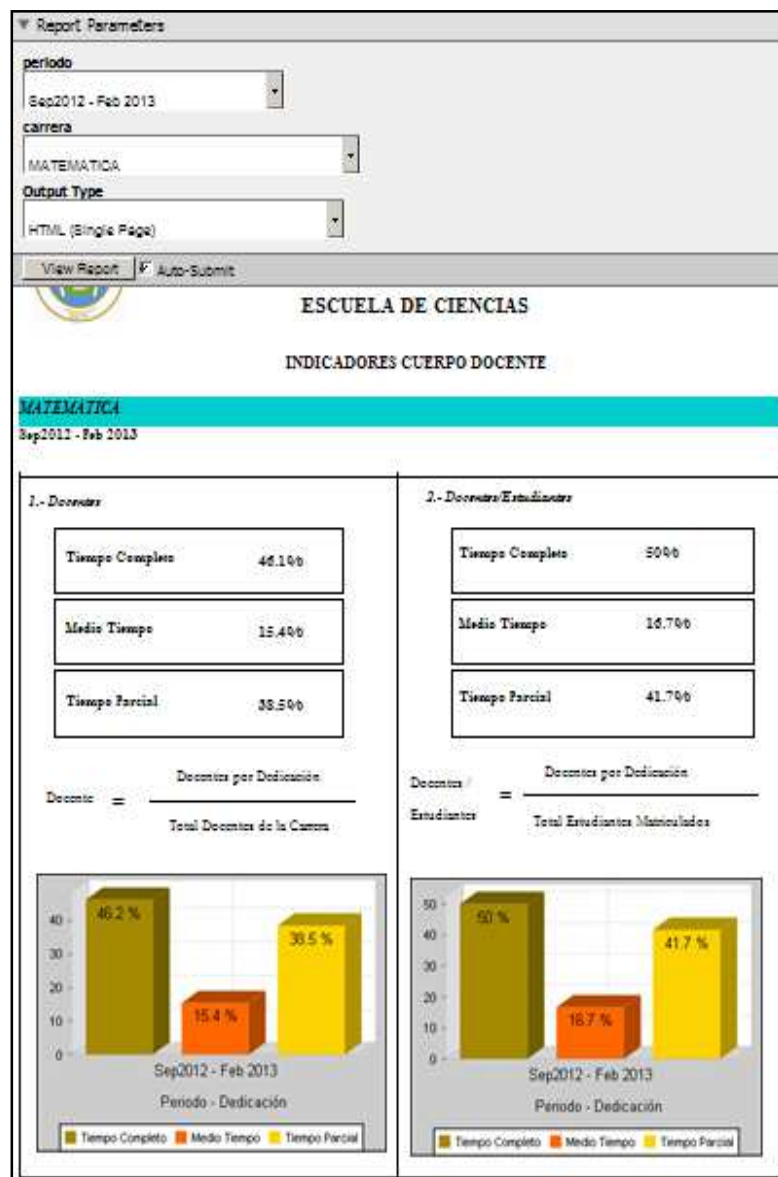 Report Parameters
periodo
Sep2012 - Feb 2013
carrera
MATEMATICA
Output Type
HTML (Single Page)
View Report Auto-Submit
ESCUELA DE CIENCIAS
INDICADORES CUERPO DOCENTE
MATEMATICA
Sep2012 - Feb 2013
1.- Docentes
Tiempo Completo 46.1%
Medio Tiempo 15.4%
Tiempo Parcial 38.5%
Docente = Docentes por Dedicación
Total Docentes de la Carrera
46.2 %
15.4 %
38.5 %
40
30
20
10
0
Sep2012 - Feb 2013
Periodo - Dedicación
Tiempo Completo Medio Tiempo Tiempo Parcial
2.- Docentes/Estudiantes
Tiempo Completo 50%
Medio Tiempo 16.7%
Tiempo Parcial 41.7%
Docentes / Estudiantes = Docentes por Dedicación
Total Estudiantes Matriculados
50 %
16.7 %
41.7 %
50
40
30
20
10
0
Sep2012 - Feb 2013
Periodo - Dedicación
Tiempo Completo Medio Tiempo Tiempo Parcial